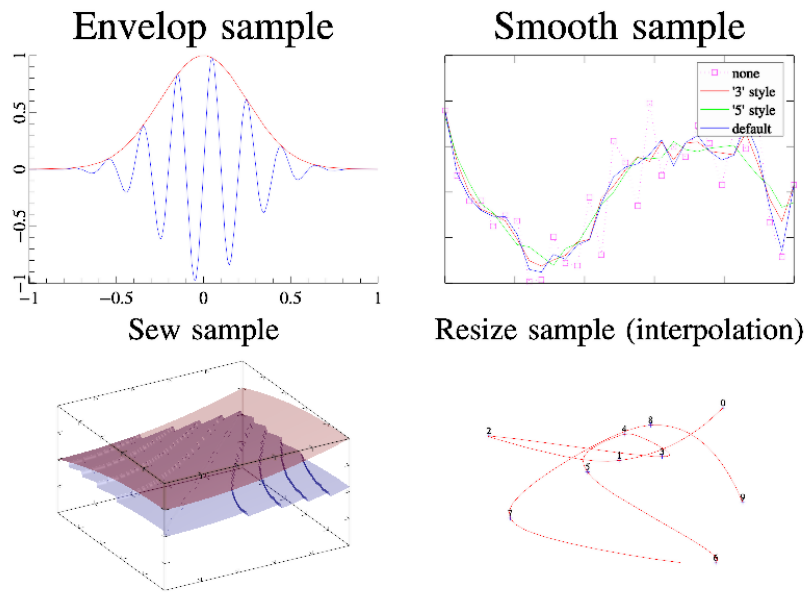 Envelop sample
Smooth sample
1
0.5
0
−0.5
−1
−1
−0.5
0
0.5
1
none
'3' style
'5' style
default
Sew sample
Resize sample (interpolation)
0
2
4
8
1
3
5
9
7
6